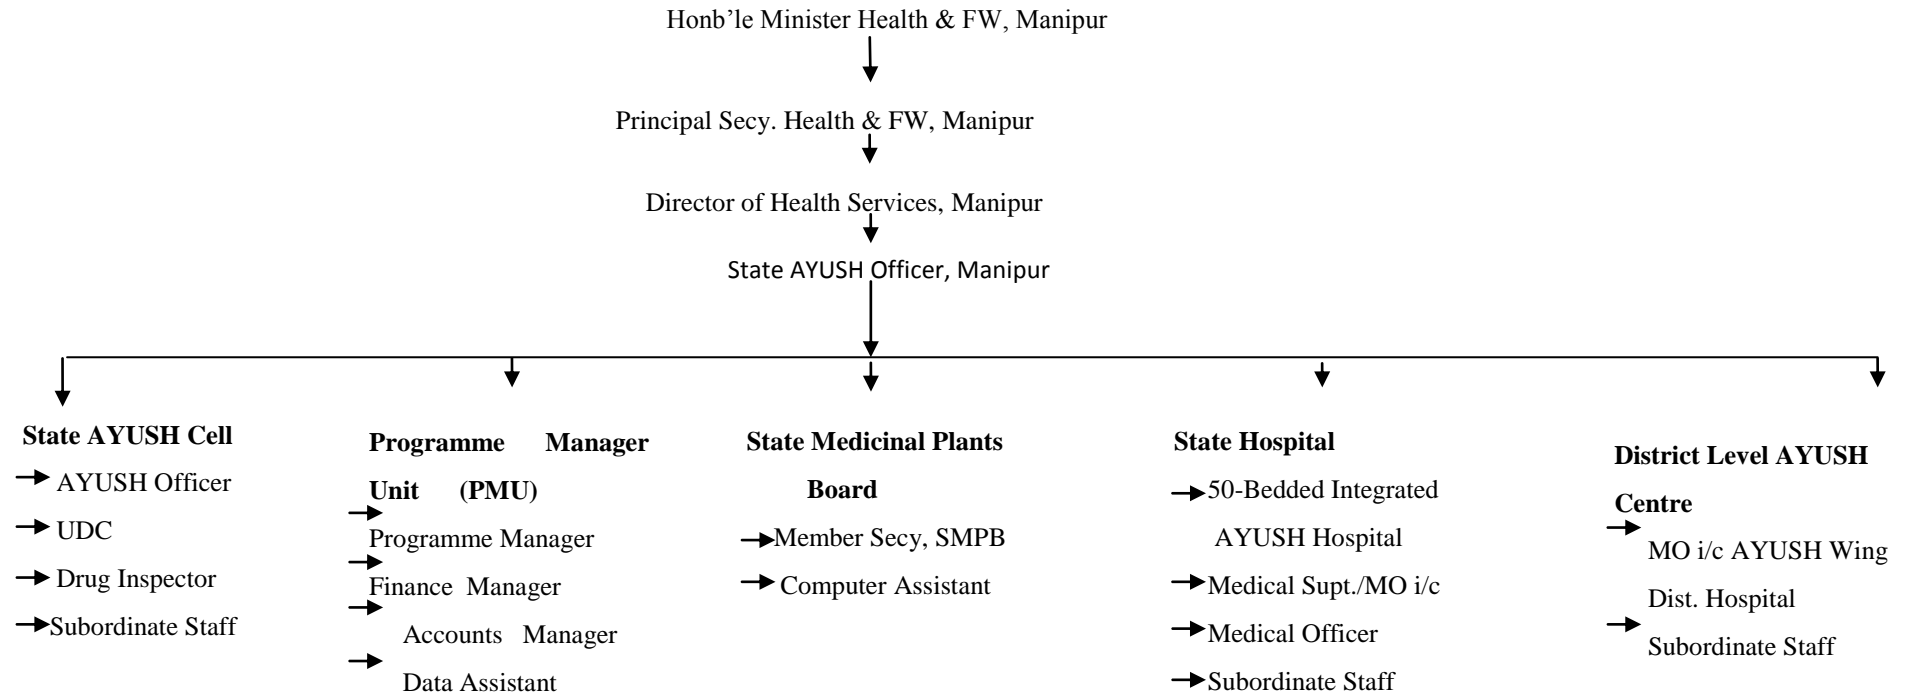 Honb’le Minister Health & FW, Manipur
Principal Secy. Health & FW, Manipur
Director of Health Services, Manipur
State AYUSH Officer, Manipur
State AYUSH Cell
AYUSH Officer
UDC
Drug Inspector
Subordinate Staff
Programme Manager
Unit (PMU)
Programme Manager
Finance Manager
Accounts Manager
Data Assistant
State Medicinal Plants
Board
Member Secy, SMPB
Computer Assistant
State Hospital
50-Bedded Integrated
AYUSH Hospital
Medical Supt./MO i/c
Medical Officer
Subordinate Staff
District Level AYUSH
Centre
MO i/c AYUSH Wing
Dist. Hospital
Subordinate Staff